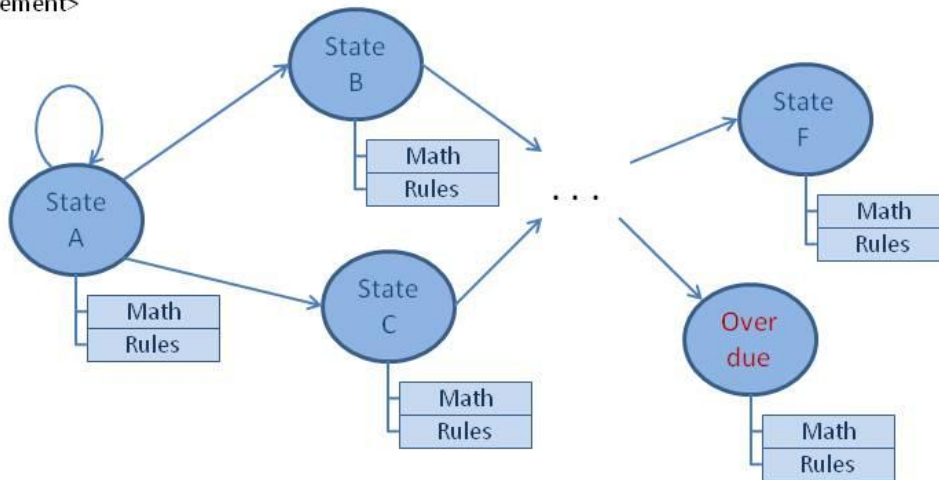 ement>
State
B
Math
Rules
State
A
Math
Rules
State
C
Math
Rules
. . .
State
F
Math
Rules
Over
due
Math
Rules